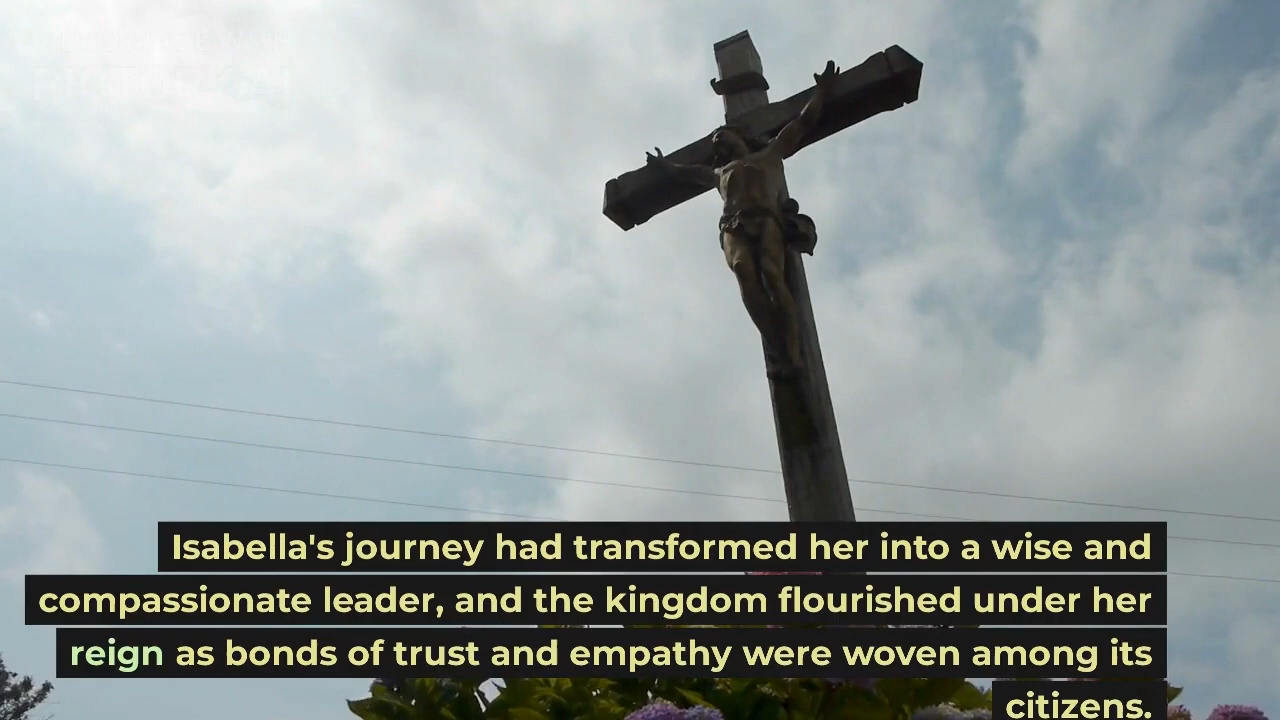 Isabella's journey had transformed her into a wise and
compassionate leader, and the kingdom flourished under her
reign as bonds of trust and empathy were woven among its
citizens.